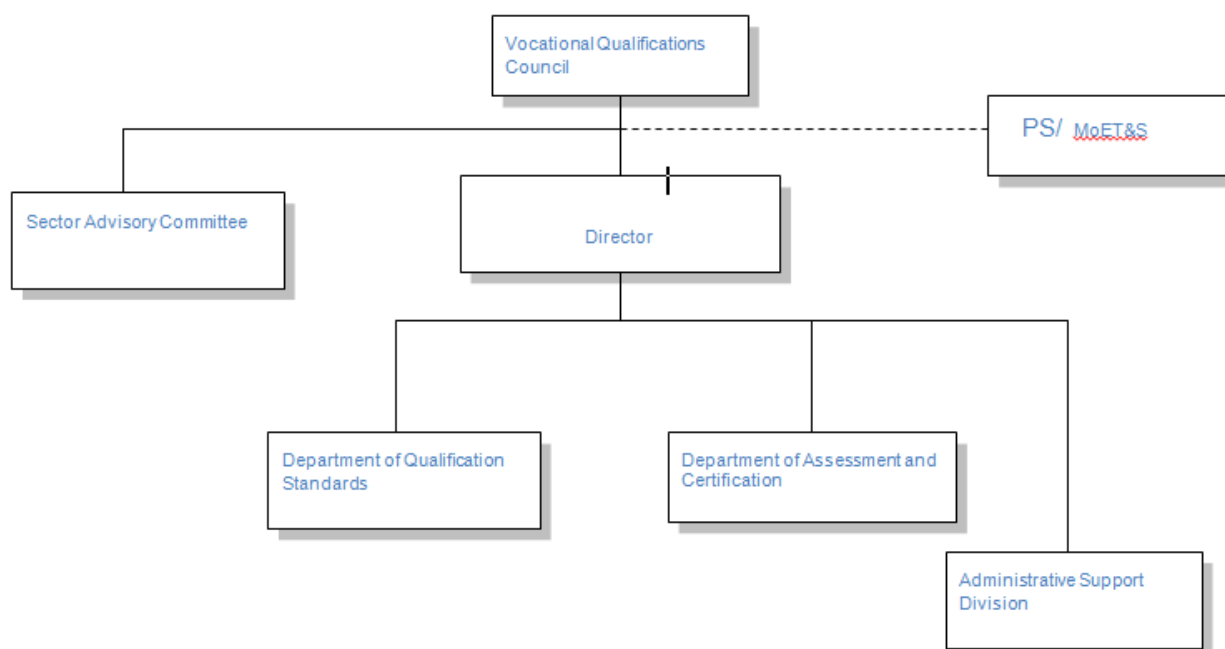 Vocational Qualifications
Council
PS/ MoET&S
Sector Advisory Committee
Director
Department of Qualification
Standards
Department of Assessment and
Certification
Administrative Support
Division